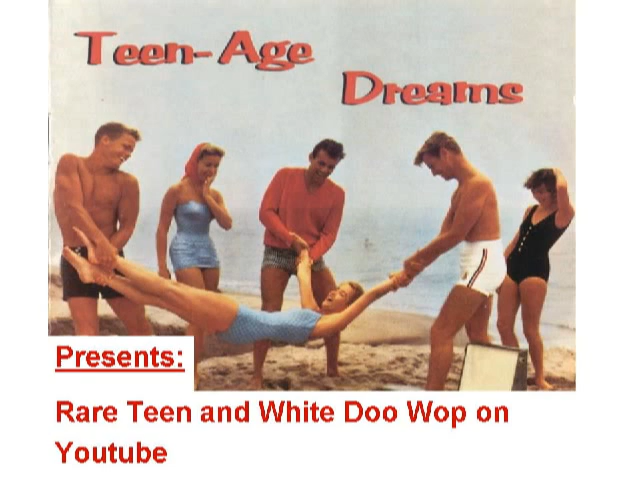 Teen-Age
Dreams
Presents:
Rare Teen and White Doo Wop on
Youtube